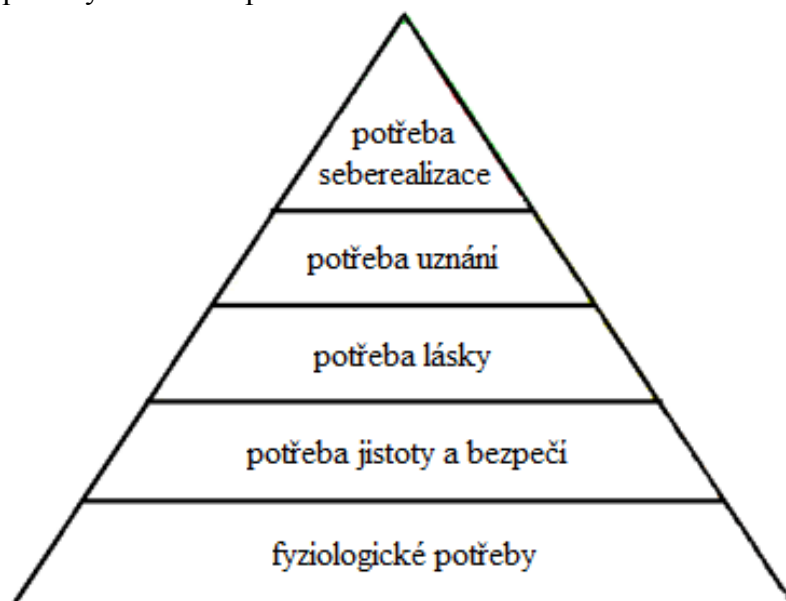 potřeba
seberealizace
potřeba uznání
potřeba lásky
potřeba jistoty a bezpečí
fyziologické potřeby